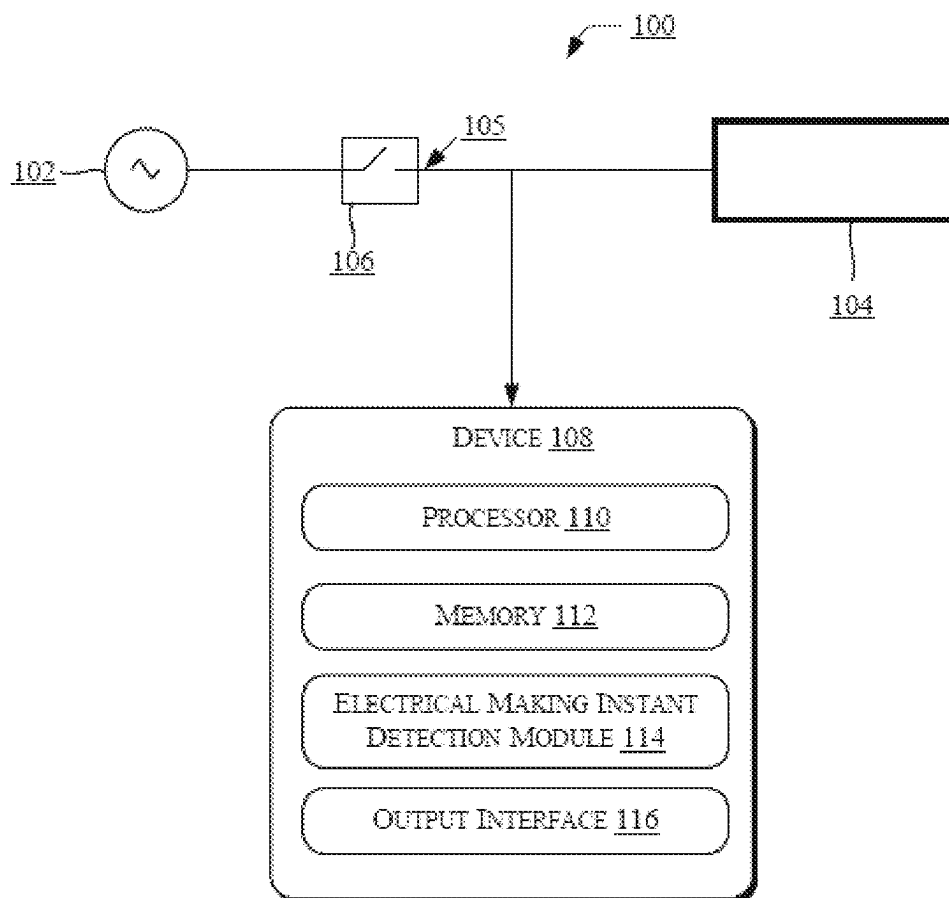 100
105
102
106
104
DEVICE 108
PROCESSOR 110
MEMORY 112
ELECTRICAL MAKING INSTANT
DETECTION MODULE 114
OUTPUT INTERFACE 116